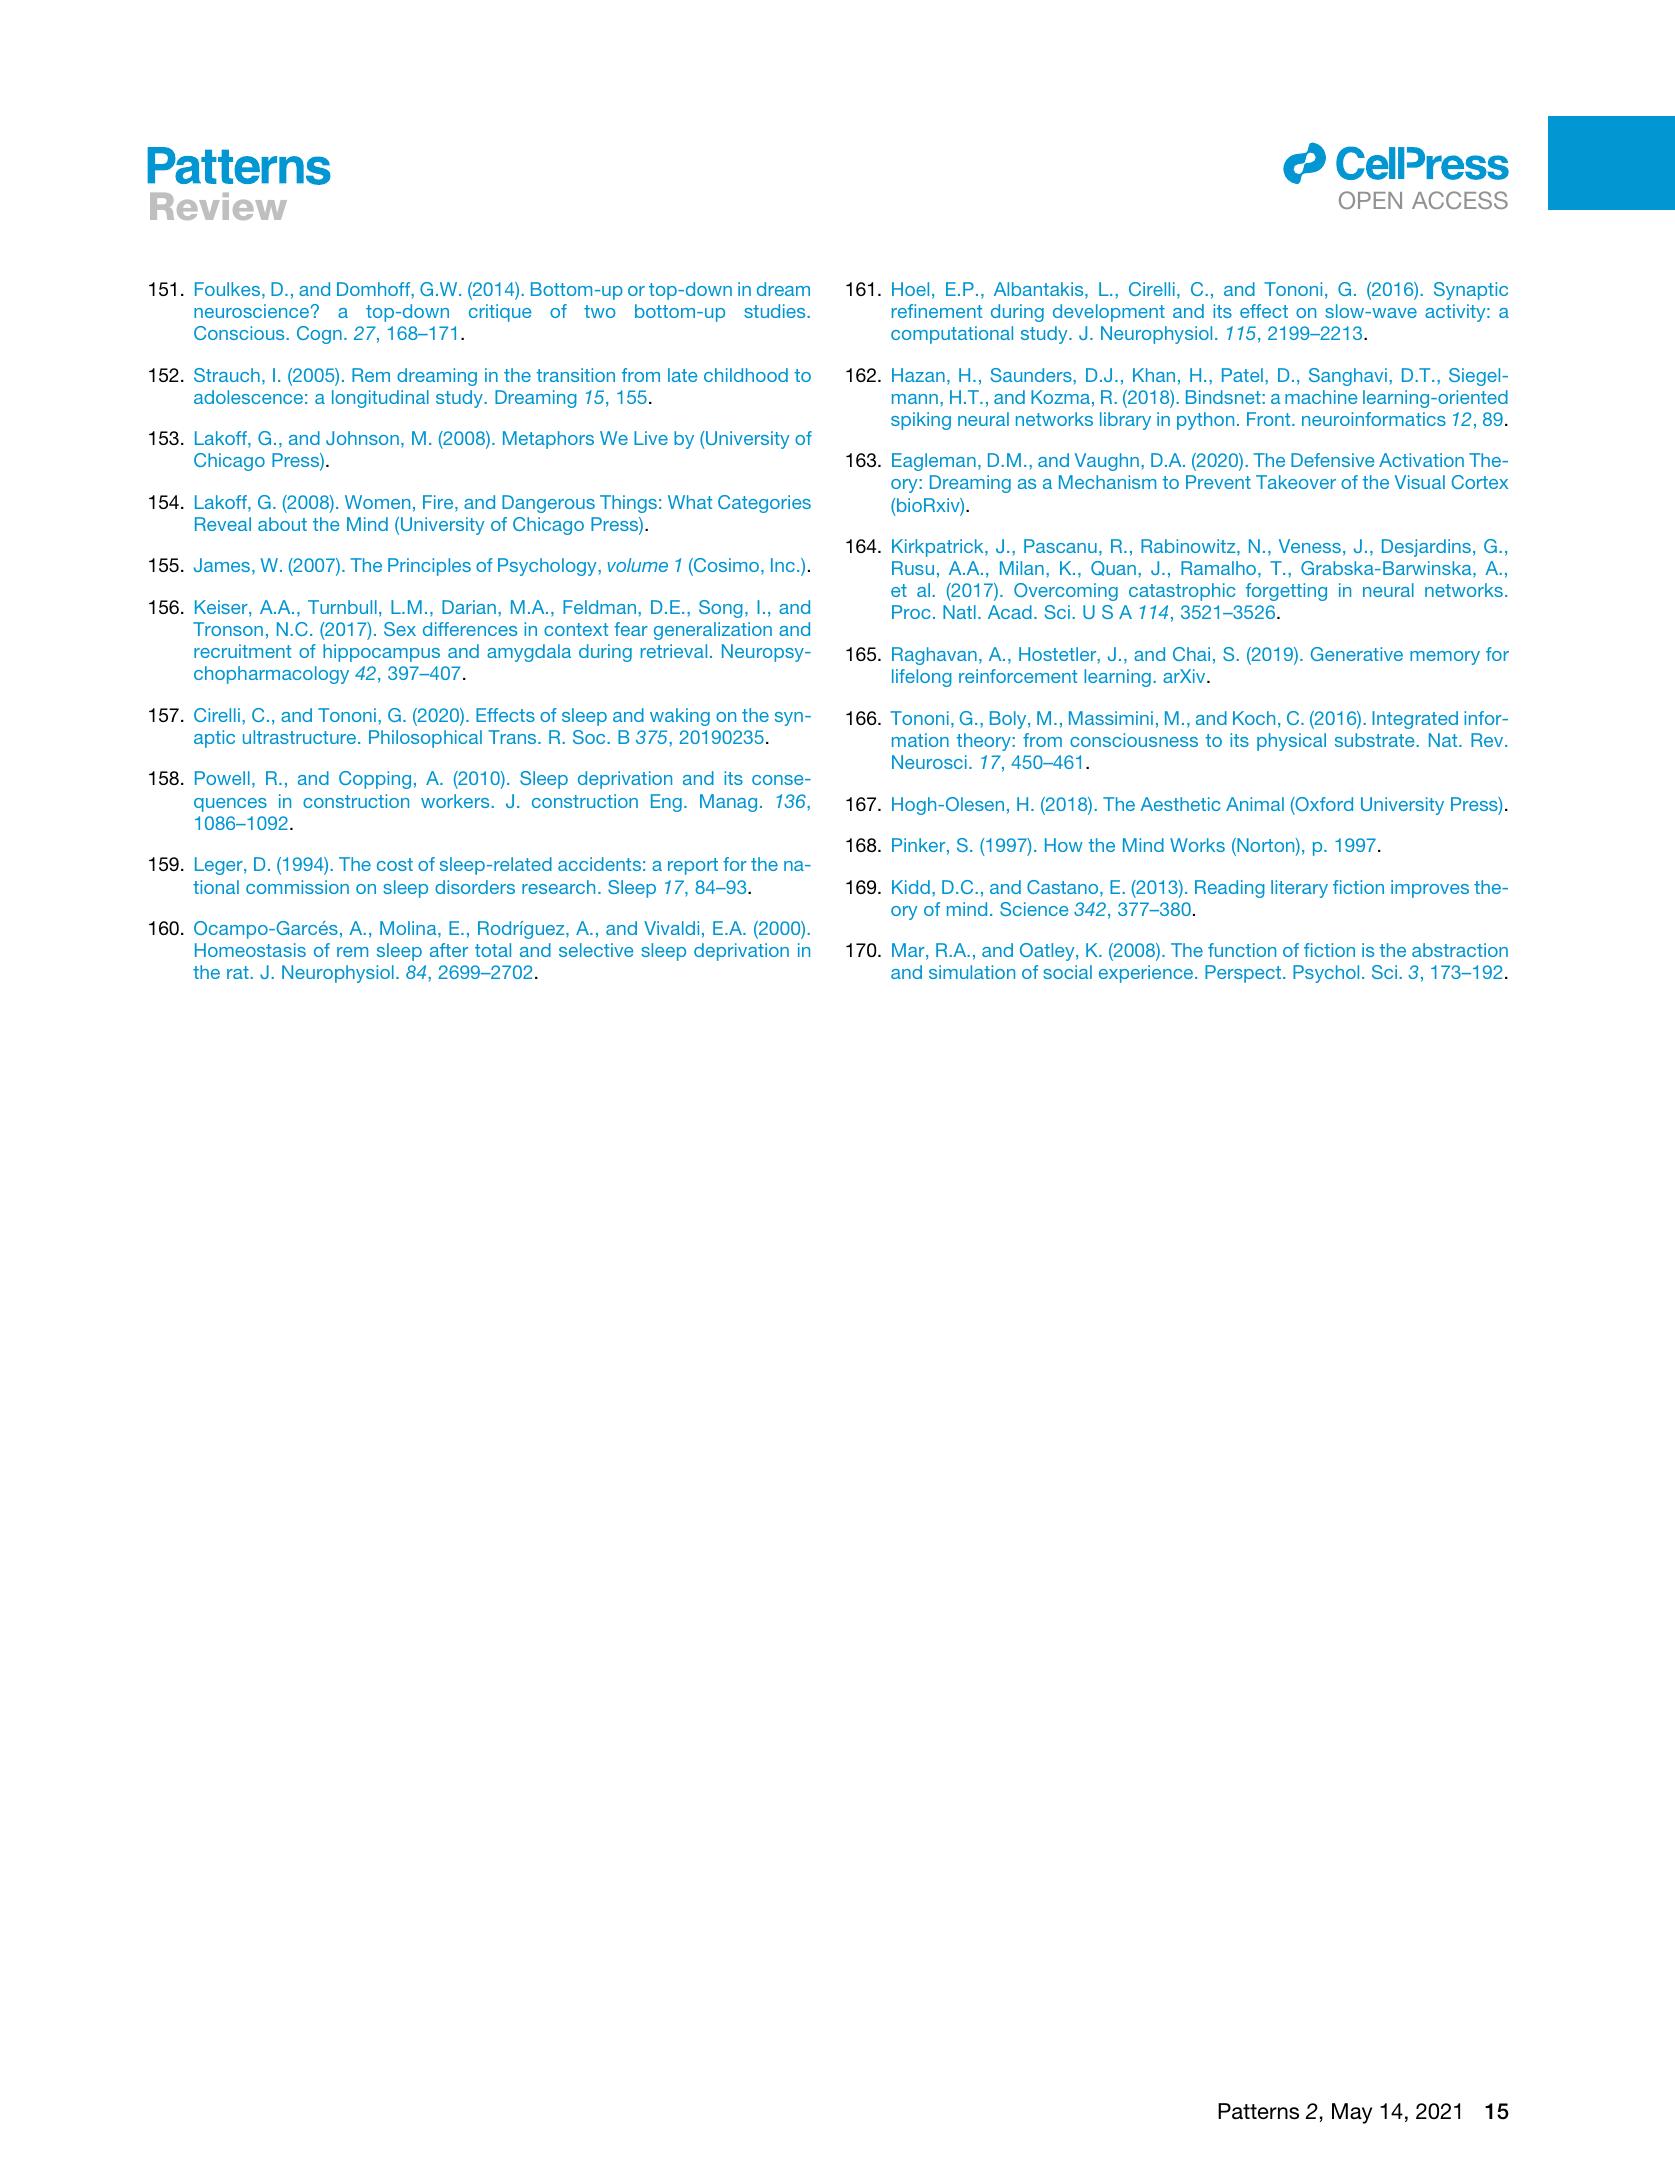 Patterns
Review
CellPress
OPEN ACCESS
151. Foulkes, D., and Domhoff, G.W. (2014). Bottom-up or top-down in dream
neuroscience? a top-down critique of two bottom-up studies.
Conscious. Cogn. 27, 168–171.
152. Strauch, I. (2005). Rem dreaming in the transition from late childhood to
adolescence: a longitudinal study. Dreaming 15, 155.
153. Lakoff, G., and Johnson, M. (2008). Metaphors We Live by (University of
Chicago Press).
154. Lakoff, G. (2008). Women, Fire, and Dangerous Things: What Categories
Reveal about the Mind (University of Chicago Press).
155. James, W. (2007). The Principles of Psychology, volume 1 (Cosimo, Inc.).
156. Keiser, A.A., Turnbull, L.M., Darian, M.A., Feldman, D.E., Song, I., and
Tronson, N.C. (2017). Sex differences in context fear generalization and
recruitment of hippocampus and amygdala during retrieval. Neuropsy-
chopharmacology 42, 397–407.
157. Cirelli, C., and Tononi, G. (2020). Effects of sleep and waking on the syn-
aptic ultrastructure. Philosophical Trans. R. Soc. B 375, 20190235.
158. Powell, R., and Copping, A. (2010). Sleep deprivation and its conse-
quences in construction workers. J. construction Eng. Manag. 136,
1086–1092.
159. Leger, D. (1994). The cost of sleep-related accidents: a report for the na-
tional commission on sleep disorders research. Sleep 17, 84–93.
160. Ocampo-Garcés, A., Molina, E., Rodríguez, A., and Vivaldi, E.A. (2000).
Homeostasis of rem sleep after total and selective sleep deprivation in
the rat. J. Neurophysiol. 84, 2699–2702.
161. Hoel, E.P., Albantakis, L., Cirelli, C., and Tononi, G. (2016). Synaptic
refinement during development and its effect on slow-wave activity: a
computational study. J. Neurophysiol. 115, 2199–2213.
162. Hazan, H., Saunders, D.J., Khan, H., Patel, D., Sanghavi, D.T., Siegel-
mann, H.T., and Kozma, R. (2018). Bindsnet: a machine learning-oriented
spiking neural networks library in python. Front. neuroinformatics 12, 89.
163. Eagleman, D.M., and Vaughn, D.A. (2020). The Defensive Activation The-
ory: Dreaming as a Mechanism to Prevent Takeover of the Visual Cortex
(bioRxiv).
164. Kirkpatrick, J., Pascanu, R., Rabinowitz, N., Veness, J., Desjardins, G.,
Rusu, A.A., Milan, K., Quan, J., Ramalho, T., Grabska-Barwinska, A.,
et al. (2017). Overcoming catastrophic forgetting in neural networks.
Proc. Natl. Acad. Sci. U S A 114, 3521–3526.
165. Raghavan, A., Hostetler, J., and Chai, S. (2019). Generative memory for
lifelong reinforcement learning. arXiv.
166. Tononi, G., Boly, M., Massimini, M., and Koch, C. (2016). Integrated infor-
mation theory: from consciousness to its physical substrate. Nat. Rev.
Neurosci. 17, 450–461.
167. Hogh-Olesen, H. (2018). The Aesthetic Animal (Oxford University Press).
168. Pinker, S. (1997). How the Mind Works (Norton), p. 1997.
169. Kidd, D.C., and Castano, E. (2013). Reading literary fiction improves the-
ory of mind. Science 342, 377–380.
170. Mar, R.A., and Oatley, K. (2008). The function of fiction is the abstraction
and simulation of social experience. Perspect. Psychol. Sci. 3, 173–192.
Patterns 2, May 14, 2021 15